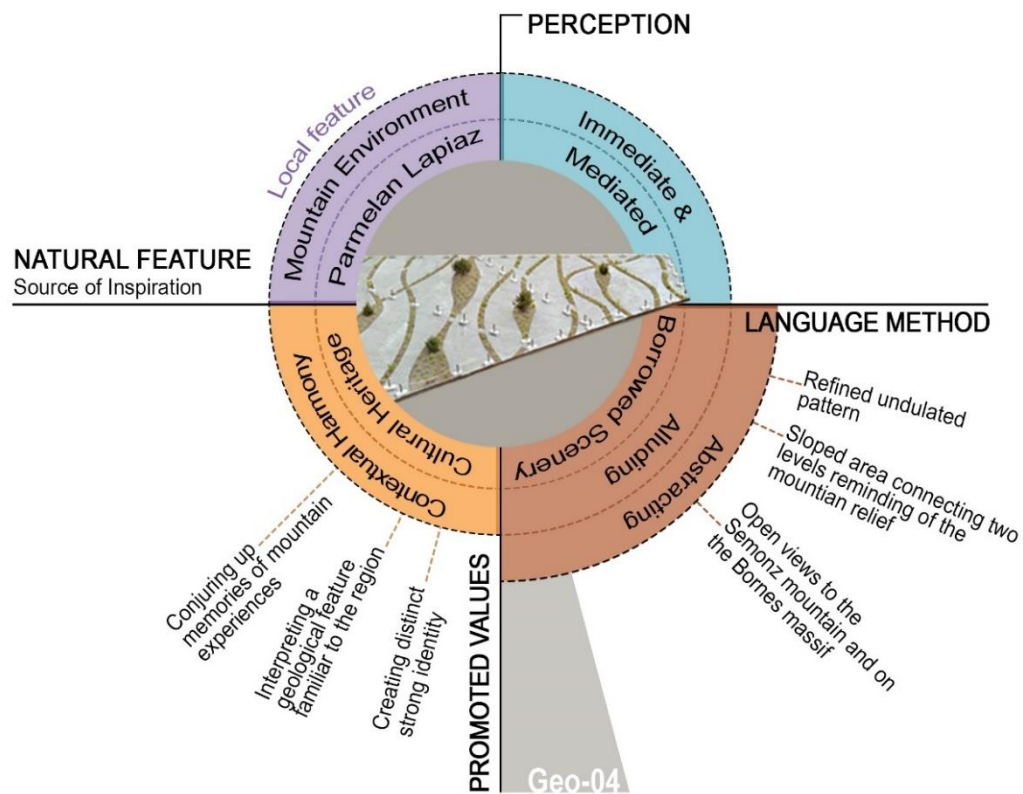 PERCEPTION
Local feature
Mountain Environment
Parmelan Lapiaz
Immediate &
Mediated
NATURAL FEATURE
Source of Inspiration
LANGUAGE METHOD
Borrowed Scenery
Alluding
Abstracting
Refined undulated
pattern
Sloped area connecting two
levels reminding of the
mountian relief
Open views to the
Semonz mountain and on
the Bornes massif
Cultural Heritage
Contextual Harmony
Conjuring up
memories of mountain
experiences
Interpreting a
geological feature
familiar to the region
Creating distinct
strong identity
PROMOTED VALUES
Geo-04